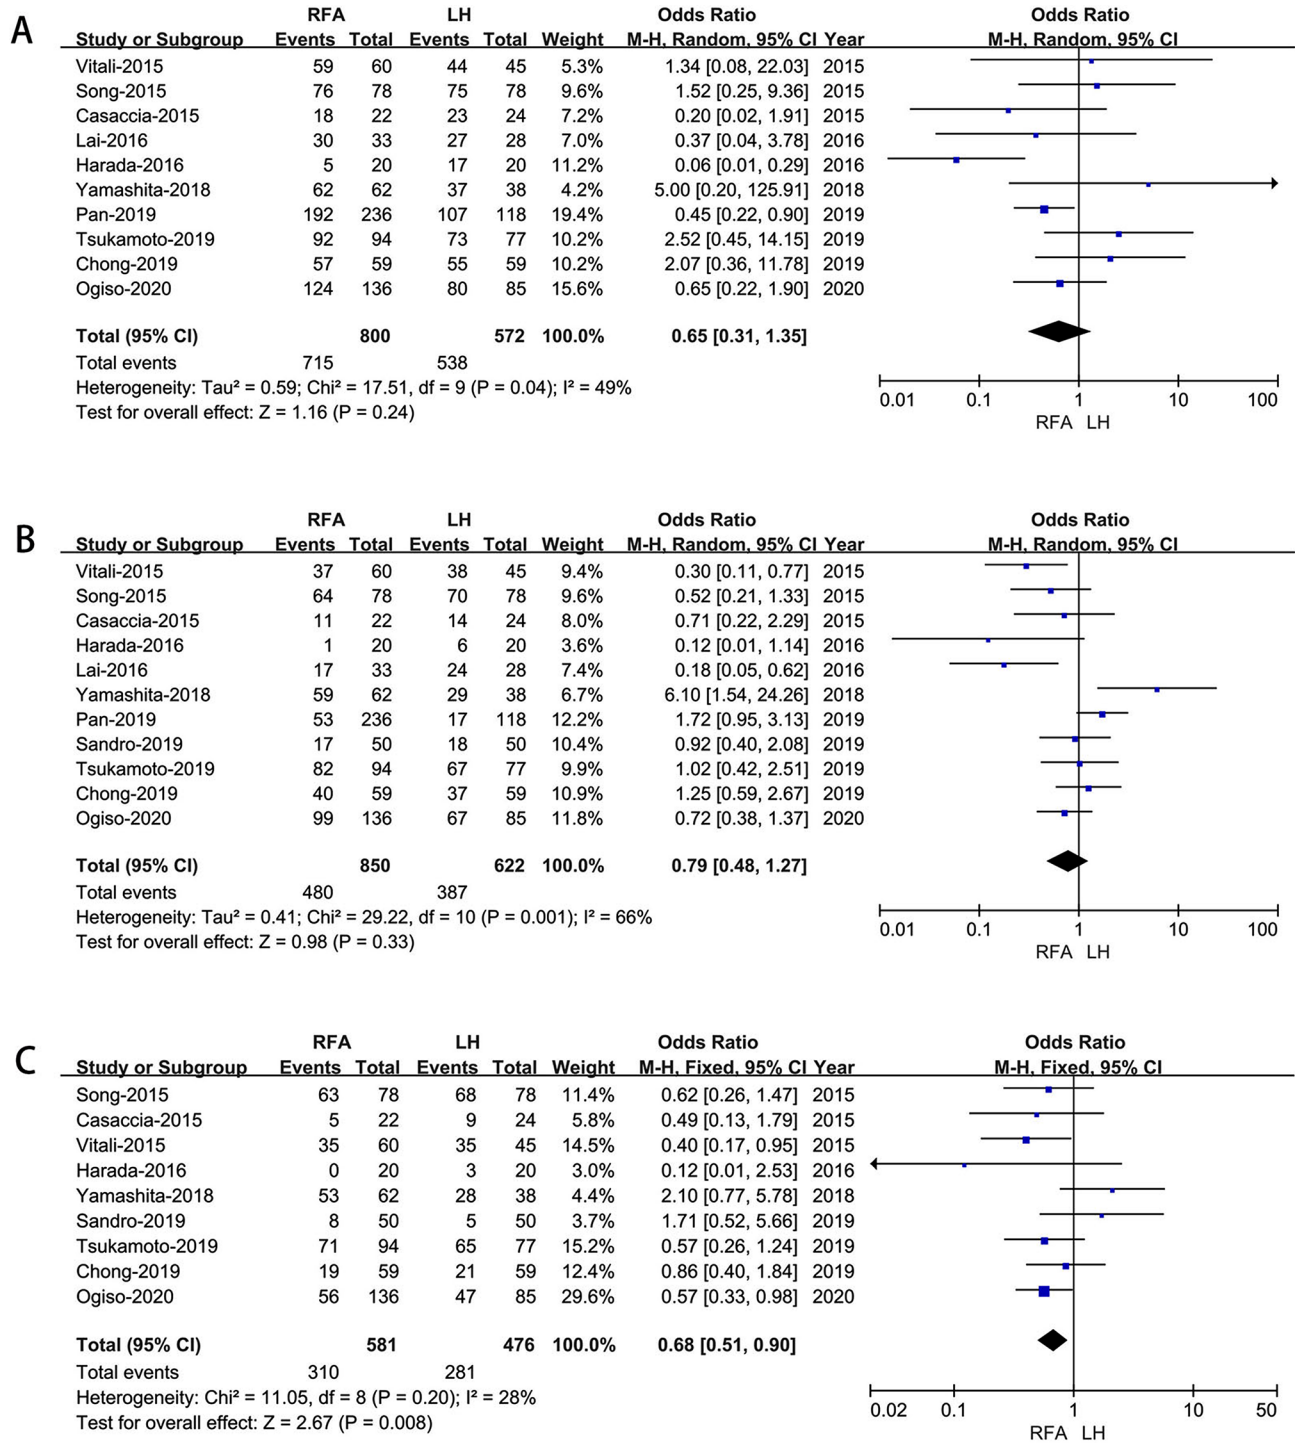 A
RFA LH Odds Ratio Odds Ratio
Study or Subgroup Events Total Events Total Weight M-H, Random, 95% CI Year M-H, Random, 95% CI
Vitali-2015 59 60 44 45 5.3% 1.34 [0.08, 22.03] 2015
Song-2015 76 78 75 78 9.6% 1.52 [0.25, 9.36] 2015
Casaccia-2015 18 22 23 24 7.2% 0.20 [0.02, 1.91] 2015
Lai-2016 30 33 27 28 7.0% 0.37 [0.04, 3.78] 2016
Harada-2016 5 20 17 20 11.2% 0.06 [0.01, 0.29] 2016
Yamashita-2018 62 62 37 38 4.2% 5.00 [0.20, 125.91] 2018
Pan-2019 192 236 107 118 19.4% 0.45 [0.22, 0.90] 2019
Tsukamoto-2019 92 94 73 77 10.2% 2.52 [0.45, 14.15] 2019
Chong-2019 57 59 55 59 10.2% 2.07 [0.36, 11.78] 2019
Ogiso-2020 124 136 80 85 15.6% 0.65 [0.22, 1.90] 2020
Total (95% CI) 800 572 100.0% 0.65 [0.31, 1.35]
Total events 715 538
Heterogeneity: Tau² = 0.59; Chi² = 17.51, df = 9 (P = 0.04); I² = 49%
Test for overall effect: Z = 1.16 (P = 0.24)
0.01 0.1 1 10 100
RFA LH
B
RFA LH Odds Ratio Odds Ratio
Study or Subgroup Events Total Events Total Weight M-H, Random, 95% CI Year M-H, Random, 95% CI
Vitali-2015 37 60 38 45 9.4% 0.30 [0.11, 0.77] 2015
Song-2015 64 78 70 78 9.6% 0.52 [0.21, 1.33] 2015
Casaccia-2015 11 22 14 24 8.0% 0.71 [0.22, 2.29] 2015
Harada-2016 1 20 6 20 3.6% 0.12 [0.01, 1.14] 2016
Lai-2016 17 33 24 28 7.4% 0.18 [0.05, 0.62] 2016
Yamashita-2018 59 62 29 38 6.7% 6.10 [1.54, 24.26] 2018
Pan-2019 53 236 17 118 12.2% 1.72 [0.95, 3.13] 2019
Sandro-2019 17 50 18 50 10.4% 0.92 [0.40, 2.08] 2019
Tsukamoto-2019 82 94 67 77 9.9% 1.02 [0.42, 2.51] 2019
Chong-2019 40 59 37 59 10.9% 1.25 [0.59, 2.67] 2019
Ogiso-2020 99 136 67 85 11.8% 0.72 [0.38, 1.37] 2020
Total (95% CI) 850 622 100.0% 0.79 [0.48, 1.27]
Total events 480 387
Heterogeneity: Tau² = 0.41; Chi² = 29.22, df = 10 (P = 0.001); I² = 66%
Test for overall effect: Z = 0.98 (P = 0.33)
0.01 0.1 1 10 100
RFA LH
C
RFA LH Odds Ratio Odds Ratio
Study or Subgroup Events Total Events Total Weight M-H, Fixed, 95% CI Year M-H, Fixed, 95% CI
Song-2015 63 78 68 78 11.4% 0.62 [0.26, 1.47] 2015
Casaccia-2015 5 22 9 24 5.8% 0.49 [0.13, 1.79] 2015
Vitali-2015 35 60 35 45 14.5% 0.40 [0.17, 0.95] 2015
Harada-2016 0 20 3 20 3.0% 0.12 [0.01, 2.53] 2016
Yamashita-2018 53 62 28 38 4.4% 2.10 [0.77, 5.78] 2018
Sandro-2019 8 50 5 50 3.7% 1.71 [0.52, 5.66] 2019
Tsukamoto-2019 71 94 65 77 15.2% 0.57 [0.26, 1.24] 2019
Chong-2019 19 59 21 59 12.4% 0.86 [0.40, 1.84] 2019
Ogiso-2020 56 136 47 85 29.6% 0.57 [0.33, 0.98] 2020
Total (95% CI) 581 476 100.0% 0.68 [0.51, 0.90]
Total events 310 281
Heterogeneity: Chi² = 11.05, df = 8 (P = 0.20); I² = 28%
Test for overall effect: Z = 2.67 (P = 0.008)
0.02 0.1 1 10 50
RFA LH